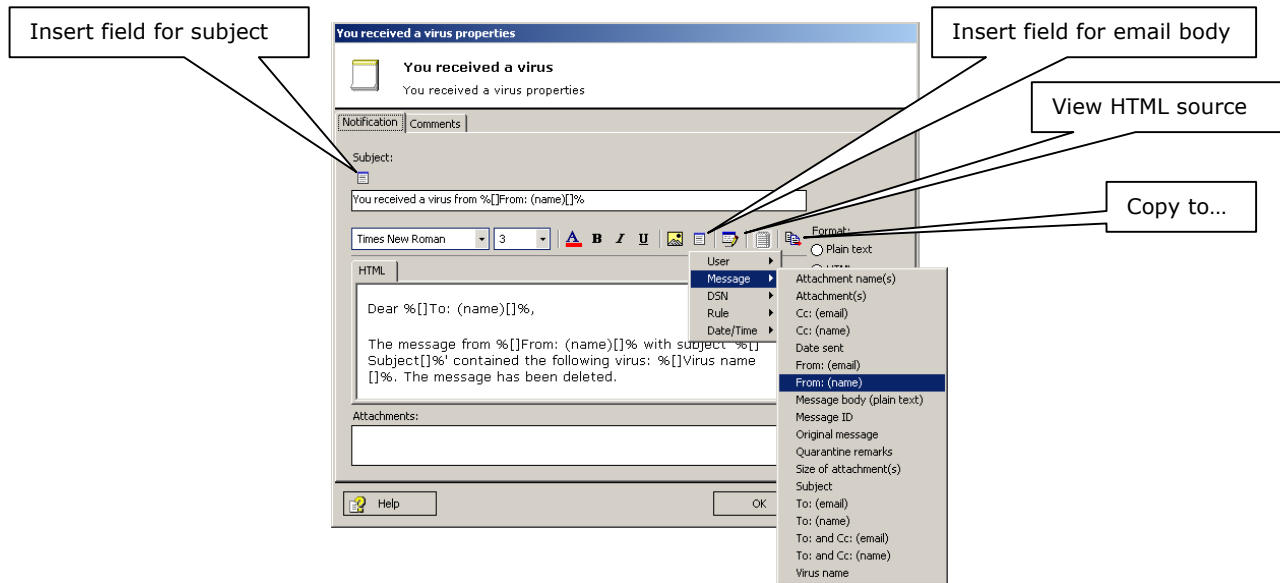 Insert field for subject
Insert field for email body
View HTML source
Copy to…
You received a virus properties
You received a virus
You received a virus properties
Notification
Comments
Subject:
You received a virus from %[]From: (name)[]%
Times New Roman
3
A B I U
Format:
Plain text
HTML
Dear %[]To: (name)[]%,
The message from %[]From: (name)[]% with subject '%[]
Subject[]%' contained the following virus: %[]Virus name
[]%. The message has been deleted.
Attachments:
Help
OK
User
Message
DSN
Rule
Date/Time
Attachment name(s)
Attachment(s)
Cc: (email)
Cc: (name)
Date sent
From: (email)
From: (name)
Message body (plain text)
Message ID
Original message
Quarantine remarks
Size of attachment(s)
Subject
To: (email)
To: (name)
To: and Cc: (email)
To: and Cc: (name)
Virus name